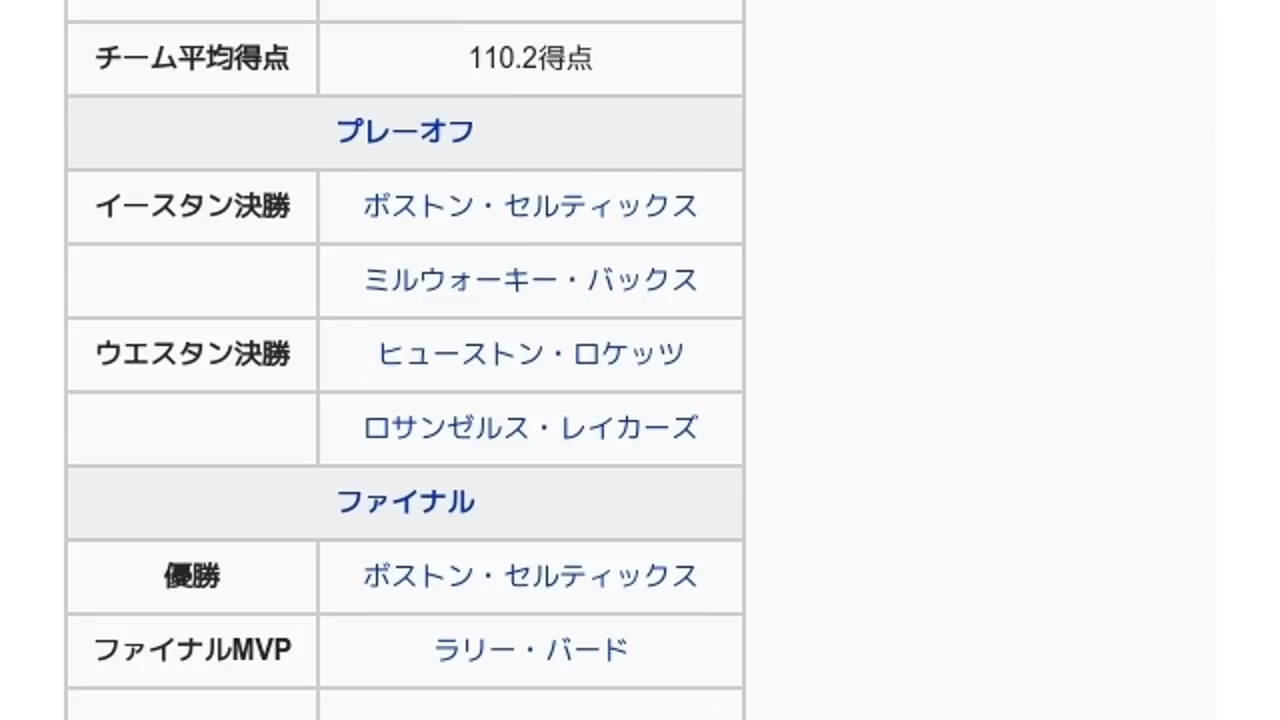 チーム平均得点 110.2得点
プレーオフ
イースタン決勝 ボストン・セルティックス
ミルウォーキー・バックス
ウエスタン決勝 ヒューストン・ロケッツ
ロサンゼルス・レイカーズ
ファイナル
優勝 ボストン・セルティックス
ファイナルMVP ラリー・バード